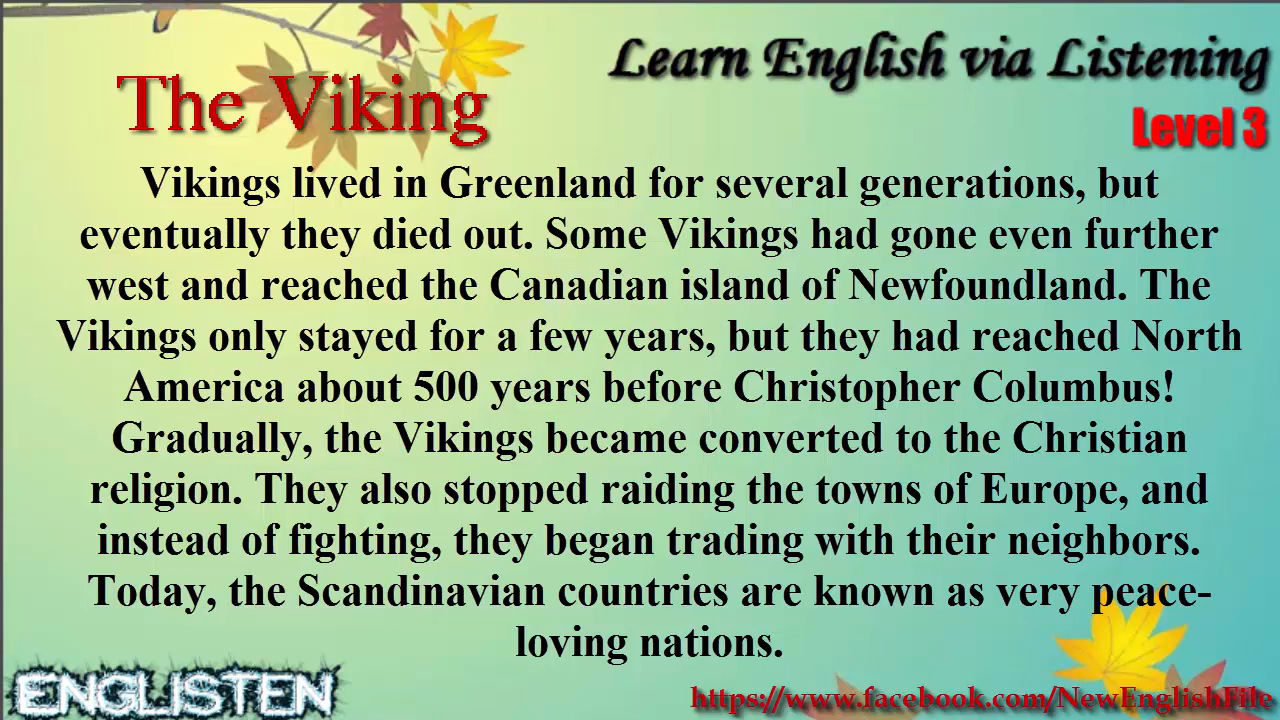 Learn English via Listening
The Viking
Level 3
Vikings lived in Greenland for several generations, but
eventually they died out. Some Vikings had gone even further
west and reached the Canadian island of Newfoundland. The
Vikings only stayed for a few years, but they had reached North
America about 500 years before Christopher Columbus!
Gradually, the Vikings became converted to the Christian
religion. They also stopped raiding the towns of Europe, and
instead of fighting, they began trading with their neighbors.
Today, the Scandinavian countries are known as very peace-
loving nations.
ENGLISTEN
https://www.facebook.com/NewEnglishFile